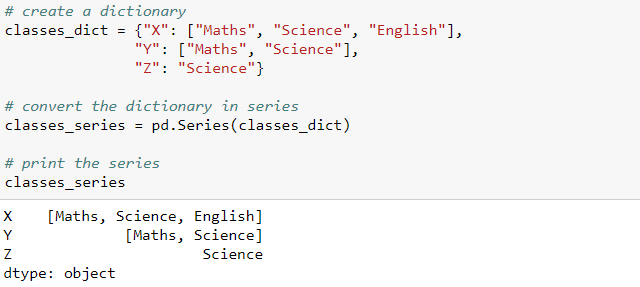 # create a dictionary
classes_dict = {"X": ["Maths", "Science", "English"],
               "Y": ["Maths", "Science"],
               "Z": "Science"}
# convert the dictionary in series
classes_series = pd.Series(classes_dict)
# print the series
classes_series
X    [Maths, Science, English]
Y             [Maths, Science]
Z                      Science
dtype: object